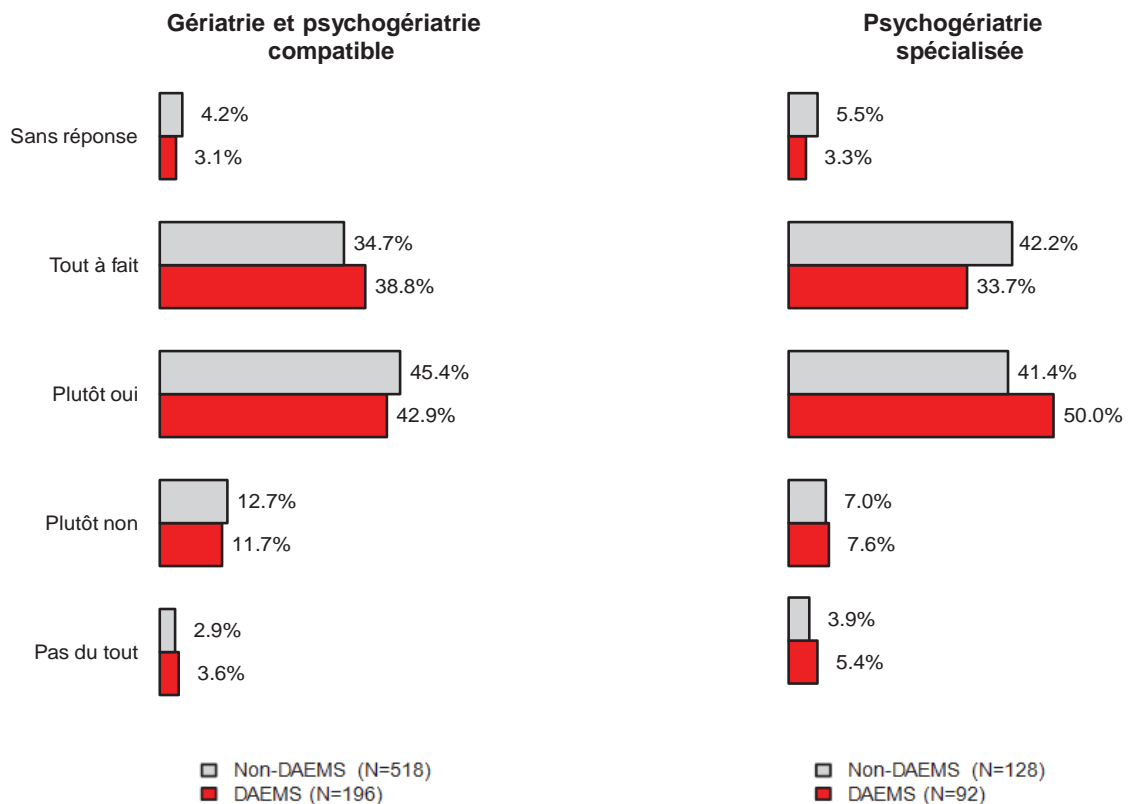 Gériatrie et psychogériatrie
compatible
Sans réponse
4.2%
3.1%
Tout à fait
34.7%
38.8%
Plutôt oui
45.4%
42.9%
Plutôt non
12.7%
11.7%
Pas du tout
2.9%
3.6%
Non-DAEMS (N=518)
DAEMS (N=196)
Psychogériatrie
spécialisée
5.5%
3.3%
42.2%
33.7%
41.4%
50.0%
7.0%
7.6%
3.9%
5.4%
Non-DAEMS (N=128)
DAEMS (N=92)